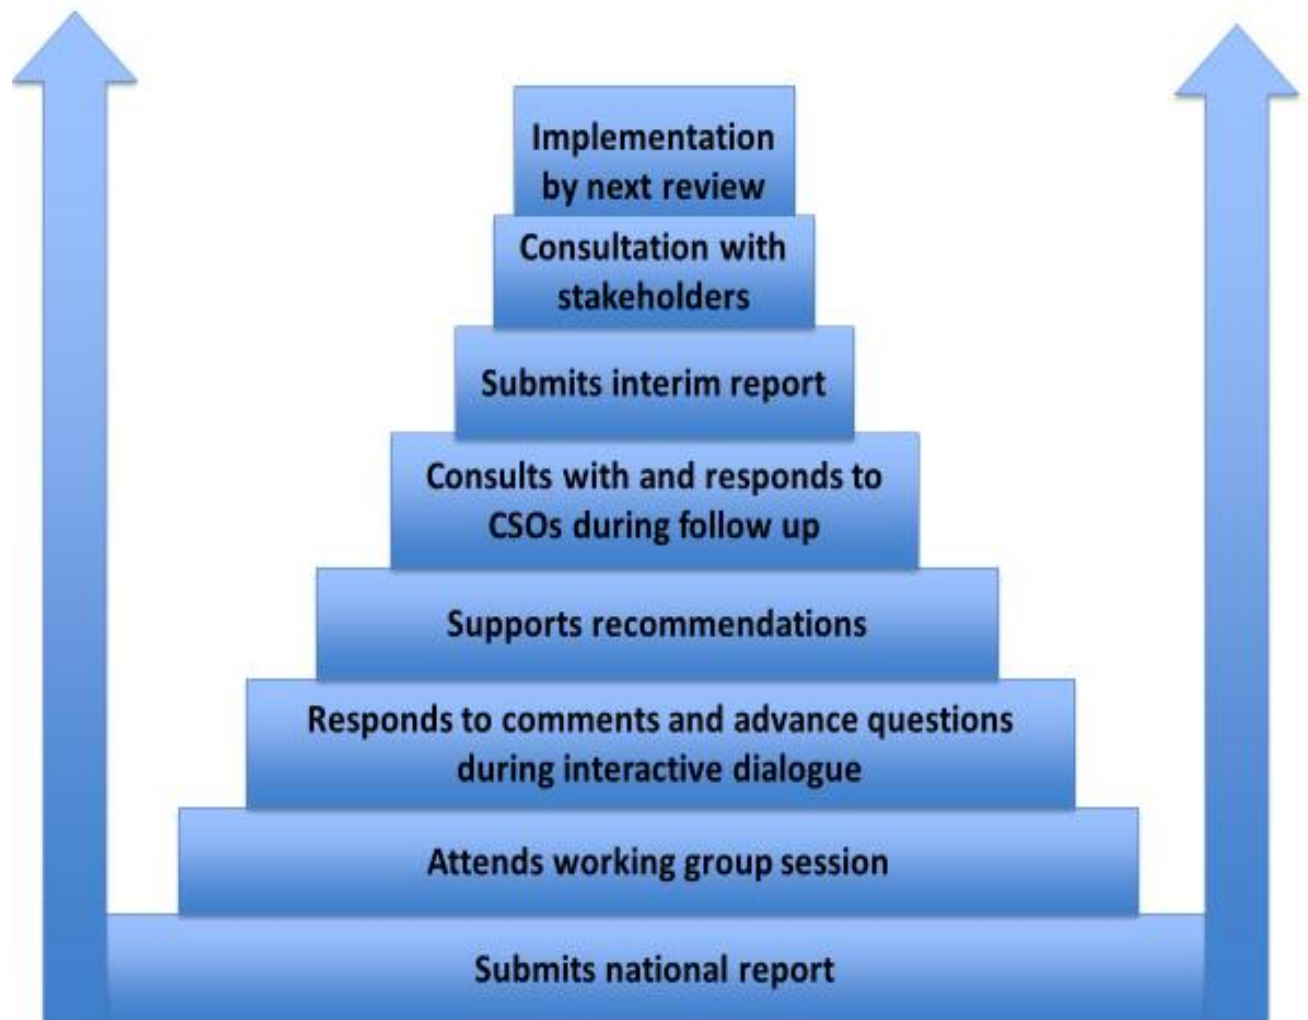 Implementation
by next review
Consultation with
stakeholders
Submits interim report
Consults with and responds to
CSOs during follow up
Supports recommendations
Responds to comments and advance questions
during interactive dialogue
Attends working group session
Submits national report